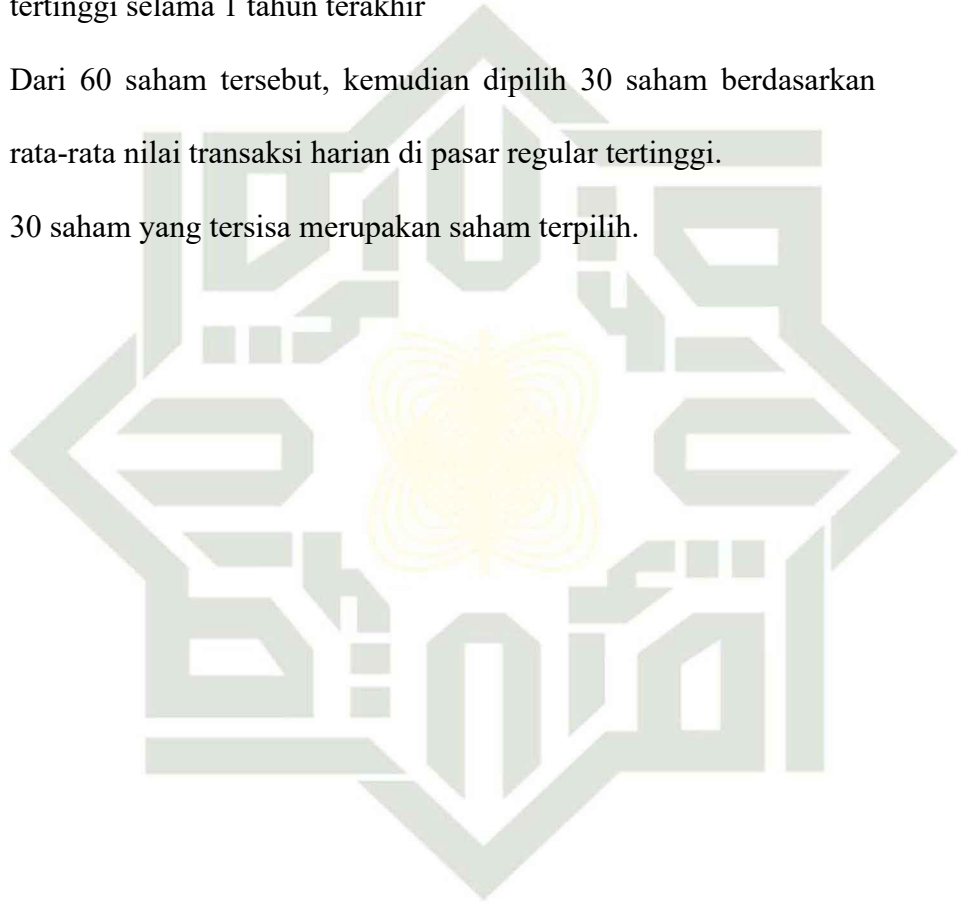 tertinggi selama 1 tahun terakhir
Dari 60 saham tersebut, kemudian dipilih 30 saham berdasarkan
rata-rata nilai transaksi harian di pasar regular tertinggi.
30 saham yang tersisa merupakan saham terpilih.